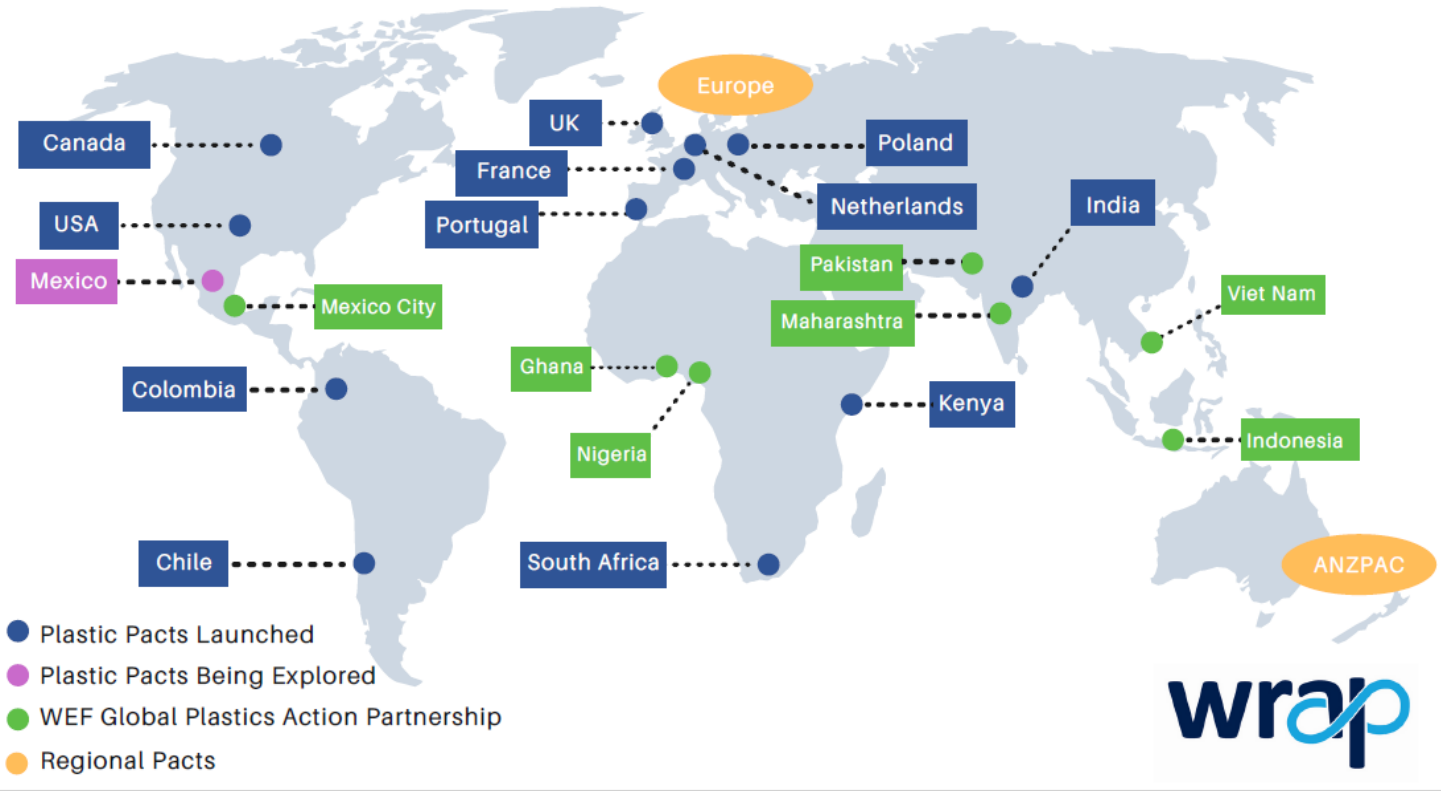 Europe
UK
Canada
Poland
France
Netherlands
India
USA
Portugal
Pakistan
Mexico
Viet Nam
Mexico City
Maharashtra
Ghana
Colombia
Kenya
Indonesia
Nigeria
Chile
South Africa
ANZPAC
Plastic Pacts Launched
Plastic Pacts Being Explored
WEF Global Plastics Action Partnership
Regional Pacts
wrap